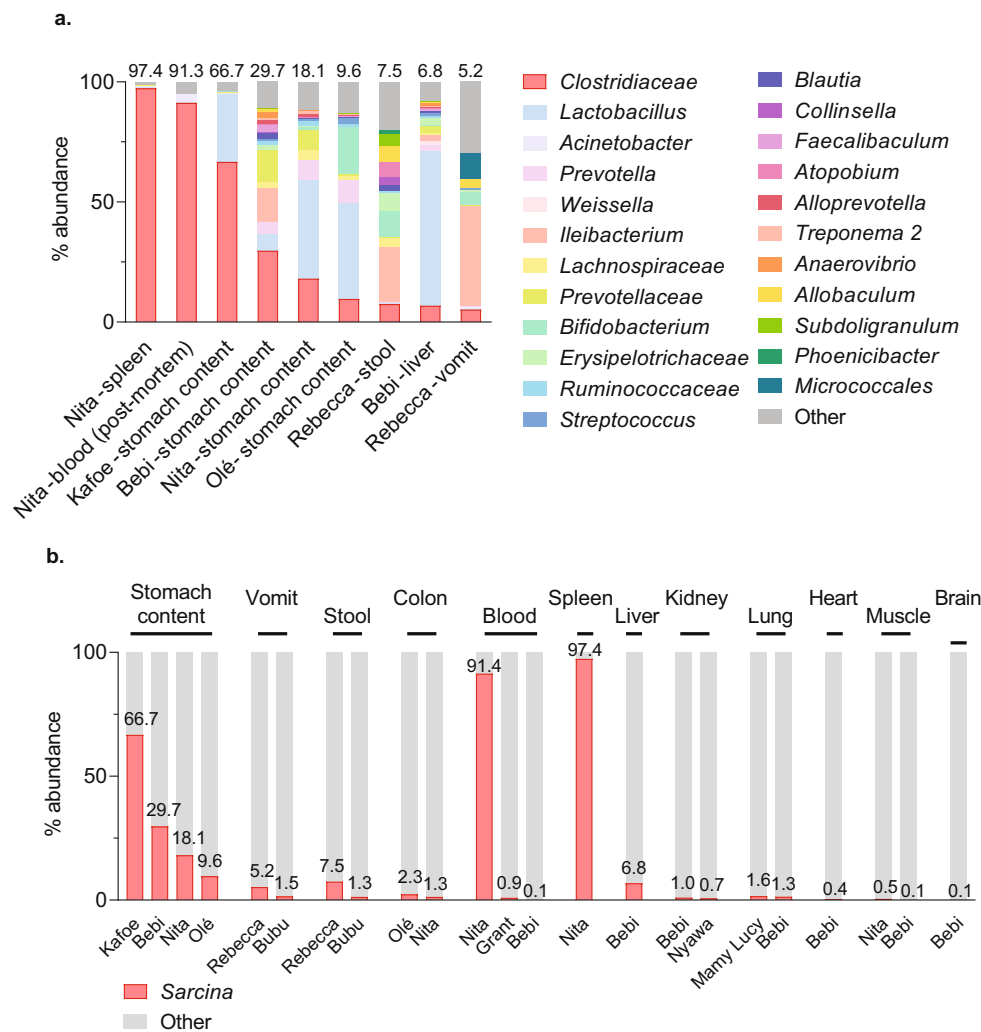 a.
97.4 91.3 66.7 29.7 18.1 9.6 7.5 6.8 5.2
100
50
0
% abundance
Nita-spleen
Nita-blood (post-mortem)
Kafoe-stomach content
Bebi-stomach content
Nita-stomach content
Olé-stomach content
Rebecca-stool
Bebi-liver
Rebecca-vomit
Clostridiaceae
Lactobacillus
Acinetobacter
Prevotella
Weissella
Ileibacterium
Lachnospiraceae
Prevotellaceae
Bifidobacterium
Erysipelotrichaceae
Ruminococcaceae
Streptococcus
Blautia
Collinsella
Faecalibaculum
Atopobium
Alloprevotella
Treponema 2
Anaerovibrio
Allobaculum
Subdoligranulum
Phoenicibacter
Micrococcales
Other
b.
Stomach
content
Vomit
Stool
Colon
Blood
Spleen
Liver
Kidney
Lung
Heart
Muscle
Brain
100
50
0
% abundance
66.7 29.7 18.1 9.6 5.2 1.5 7.5 1.3 2.3 1.3 91.4 0.9 0.1 97.4 6.8 1.0 0.7 1.6 1.3 0.4 0.5 0.1 0.1
Kafoe
Bebi
Nita
Olé
Rebecca
Bubu
Rebecca
Bubu
Olé
Nita
Nita
Grant
Bebi
Nita
Bebi
Bebi
Nyawa
Mamy Lucy
Bebi
Bebi
Nita
Bebi
Bebi
Sarcina
Other